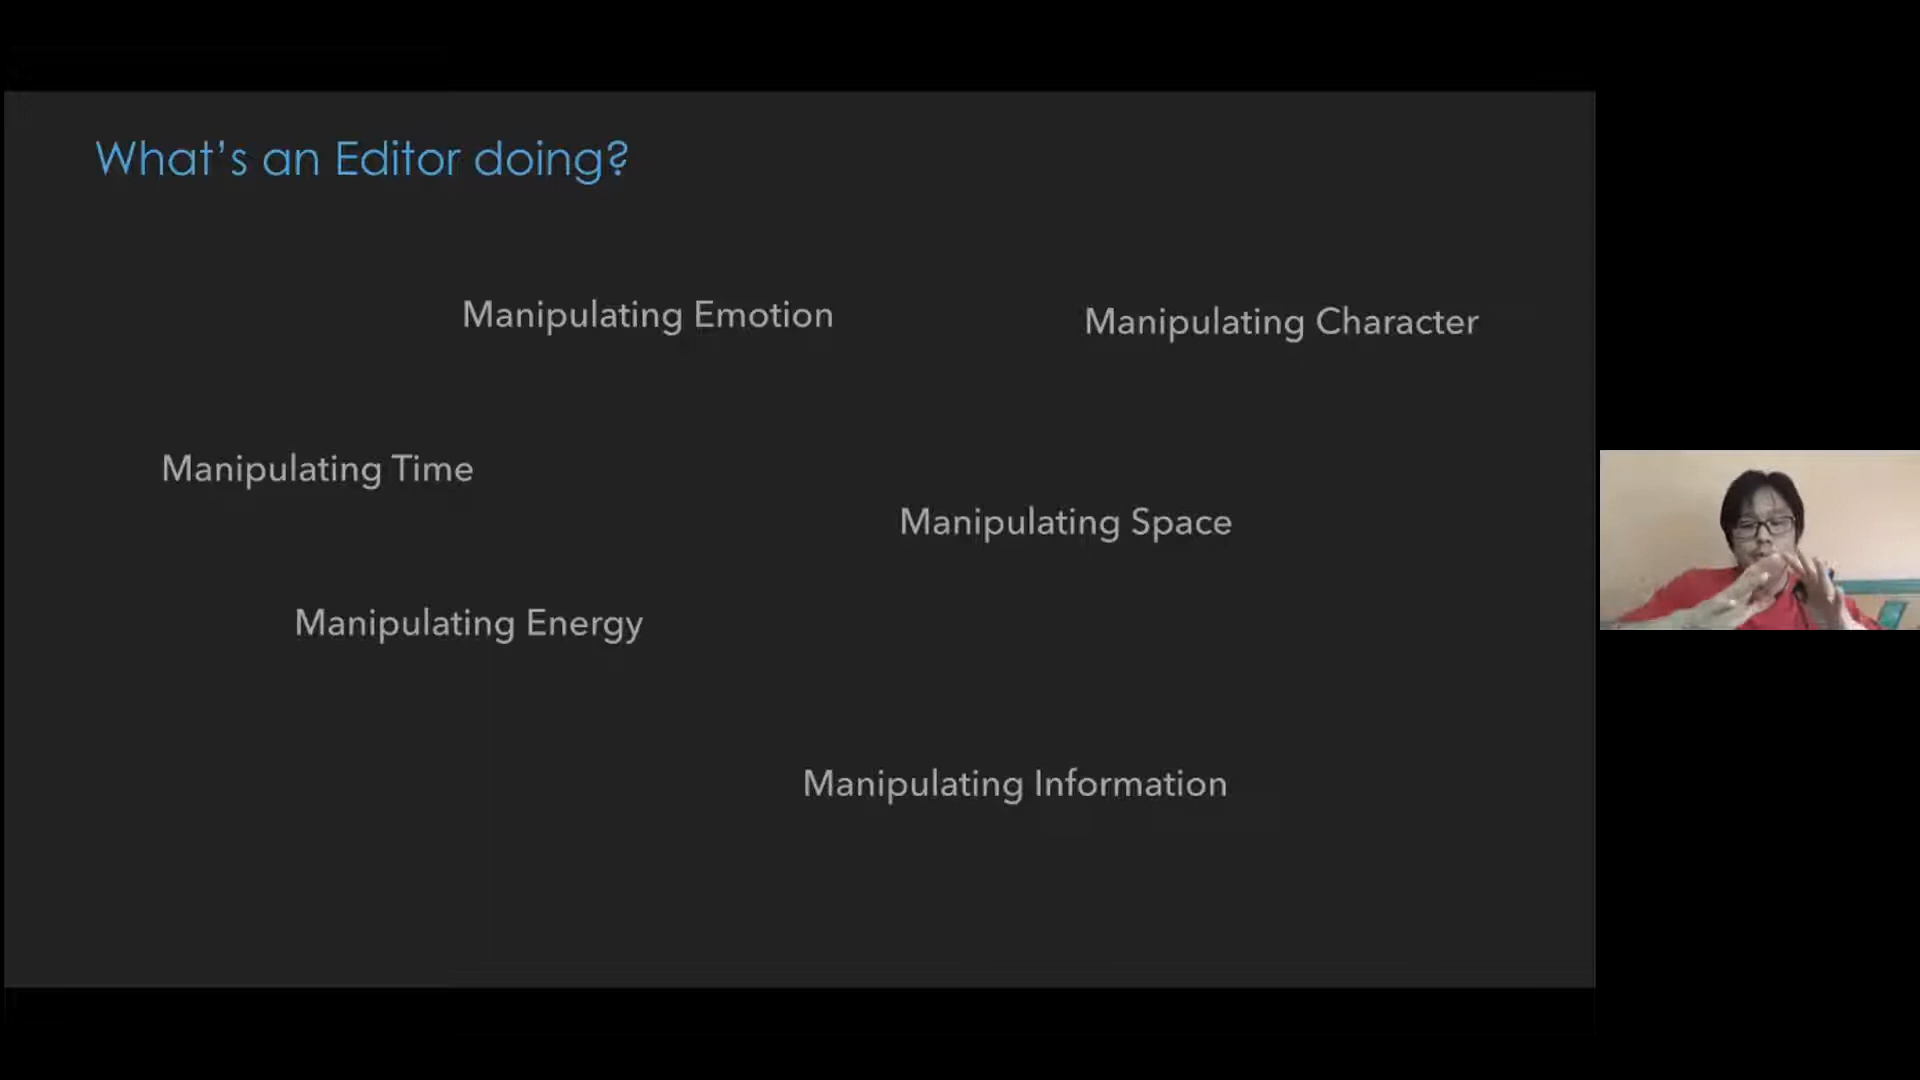 What's an Editor doing?
Manipulating Emotion
Manipulating Character
Manipulating Time
Manipulating Space
Manipulating Energy
Manipulating Information